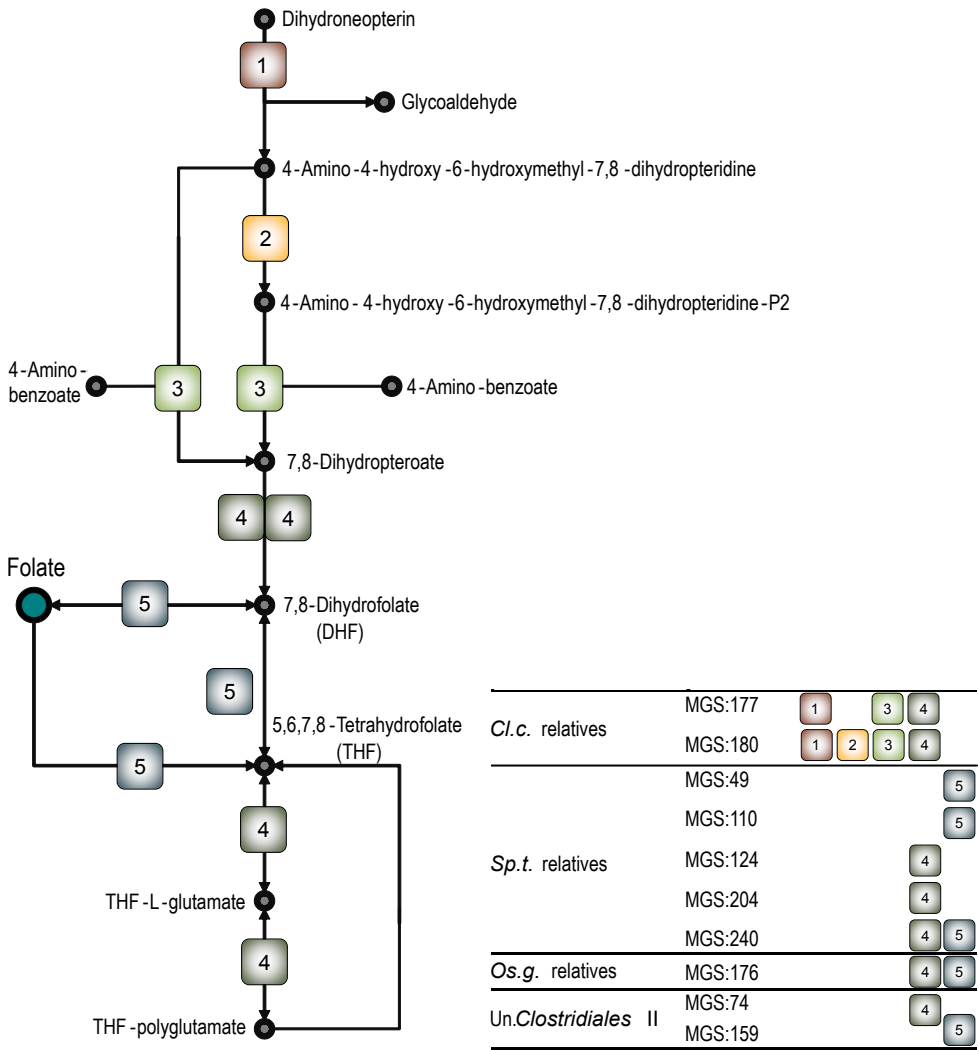 Dihydroneopterin
1
Glycoaldehyde
4-Amino-4-hydroxy -6-hydroxymethyl-7,8 -dihydropteridine
2
4-Amino - 4-hydroxy -6-hydroxymethyl-7,8 -dihydropteridine-P2
4-Amino -
benzoate
3
3
4-Amino-benzoate
7,8-Dihydropteroate
4
4
Folate
5
7,8-Dihydrofolate
(DHF)
5
5,6,7,8 -Tetrahydrofolate
(THF)
5
4
THF -L-glutamate
4
THF-polyglutamate
Cl.c. relatives
MGS:177 1 3 4
MGS:180 1 2 3 4
Sp.t. relatives
MGS:49 5
MGS:110 5
MGS:124 4
MGS:204 4
MGS:240 4 5
Os.g. relatives MGS:176 4 5
Un.Clostridiales II
MGS:74 4
MGS:159 5